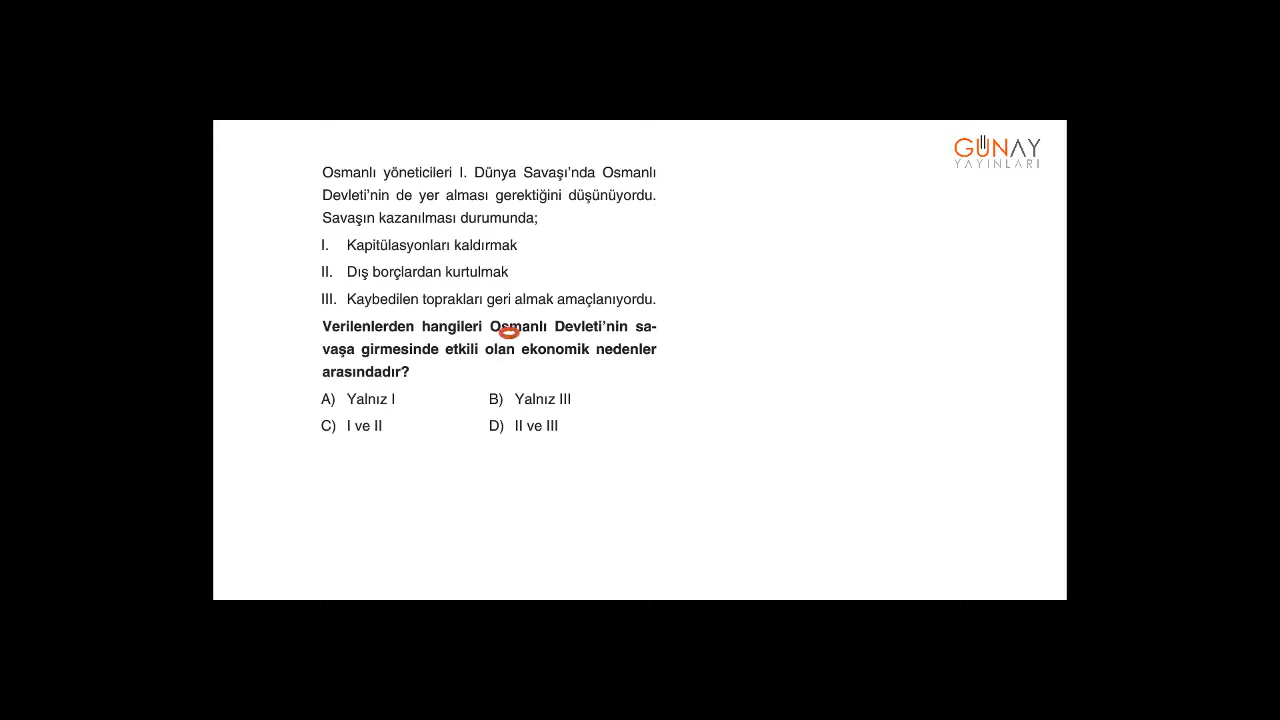 GÜNAY
YAYINLARI
Osmanlı yöneticileri I. Dünya Savaşı'nda Osmanlı
Devleti'nin de yer alması gerektiğini düşünüyordu.
Savaşın kazanılması durumunda;
I. Kapitülasyonları kaldırmak
II. Dış borçlardan kurtulmak
III. Kaybedilen toprakları geri almak amaçlanıyordu.
Verilenlerden hangileri Osmanlı Devleti'nin sa-
vaşa girmesinde etkili olan ekonomik nedenler
arasındadır?
A) Yalnız I B) Yalnız III
C) I ve II D) II ve III